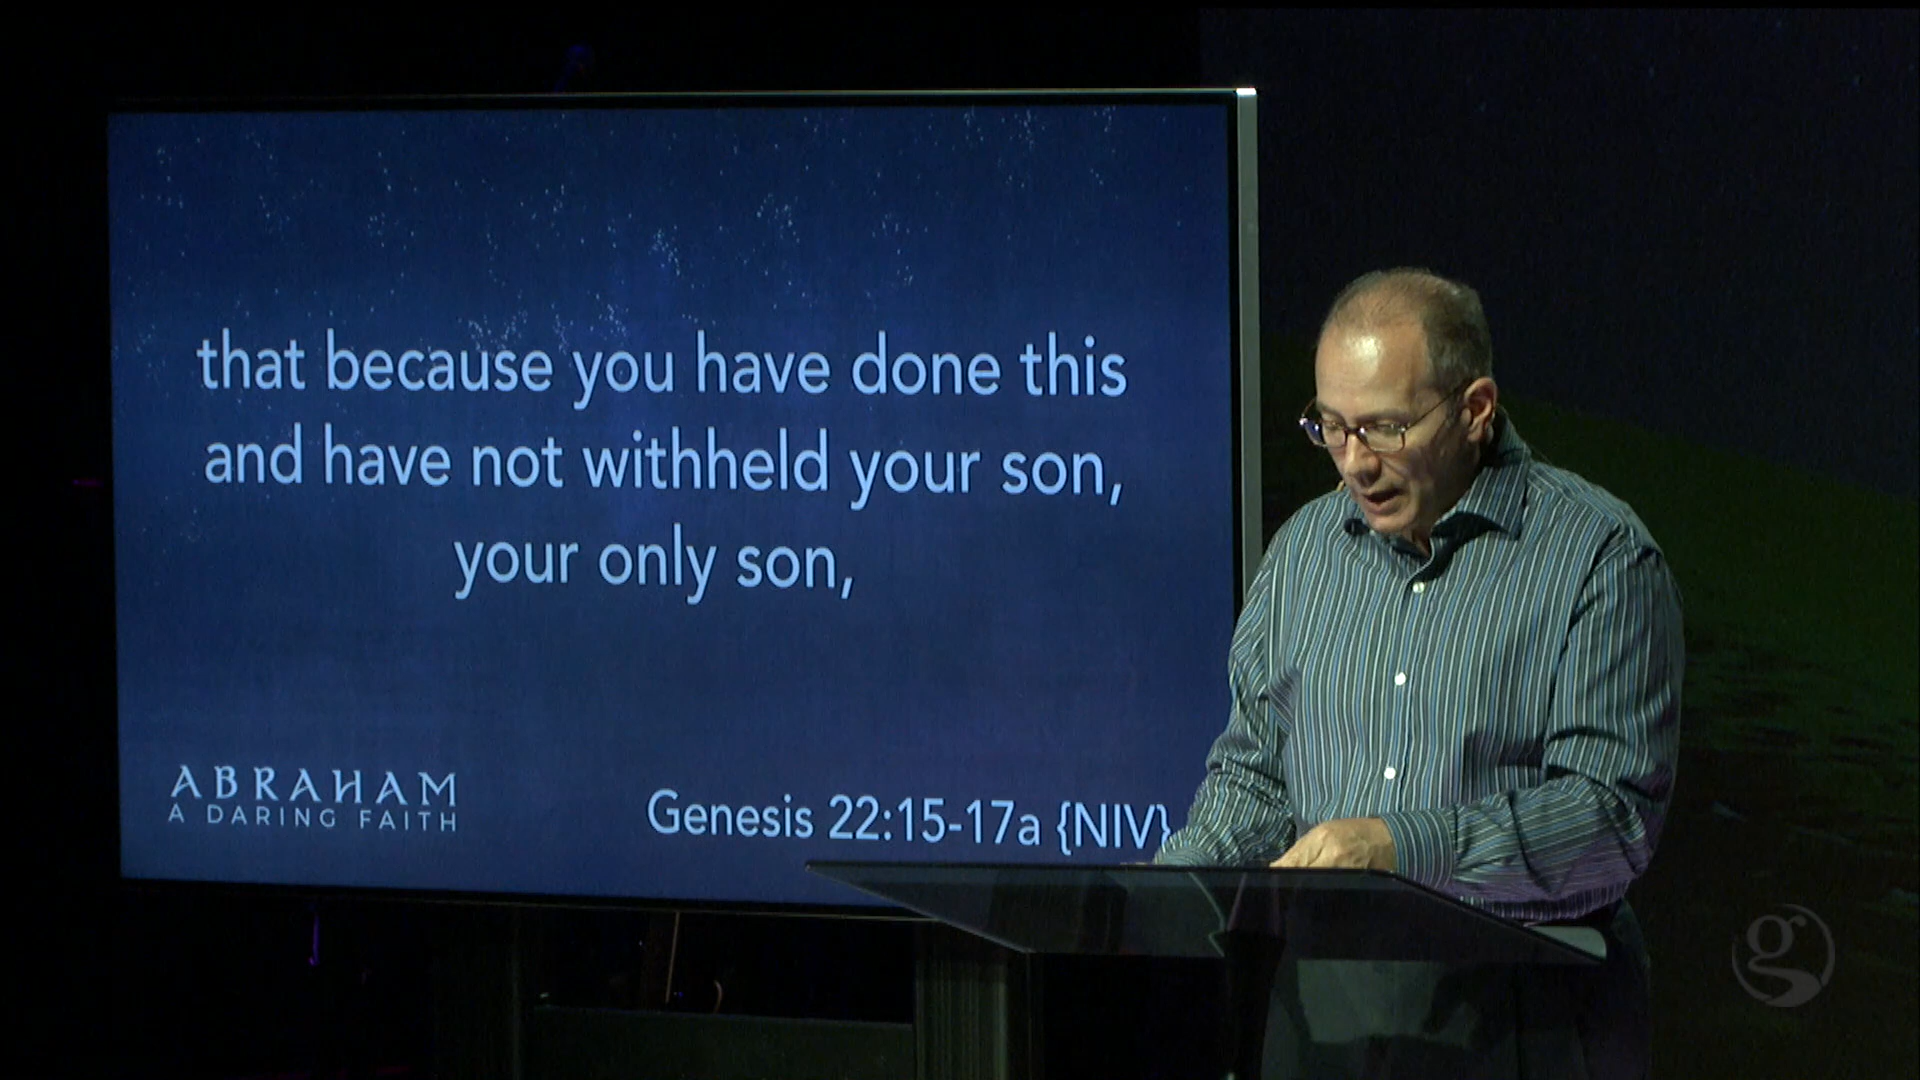 that because you have done this
and have not withheld your son,
your only son,
ABRAHAM
A DARING FAITH
Genesis 22:15-17a {NIV}
g